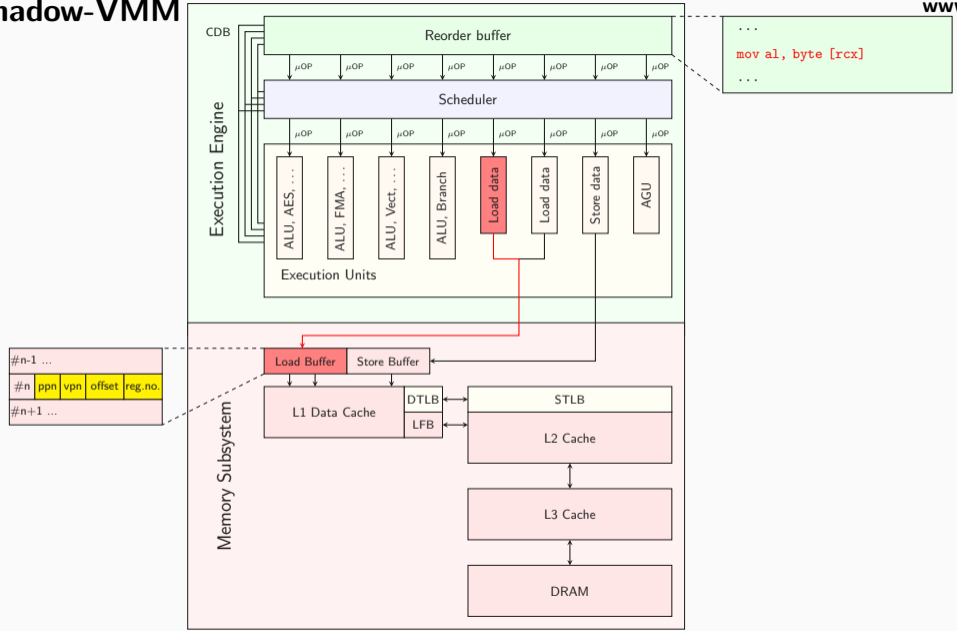 hadow-VMM
www
CDB
Reorder buffer
...
mov al, byte [rcx]
...
μOP μOP μOP μOP μOP μOP μOP μOP
Scheduler
μOP μOP μOP μOP μOP μOP μOP μOP
Execution Engine
ALU, AES, ...
ALU, FMA, ...
ALU, Vect, ...
ALU, Branch
Load data
Load data
Store data
AGU
Execution Units
#n-1 ...
#n ppn vpn offset reg.no.
#n+1 ...
Memory Subsystem
Load Buffer Store Buffer
L1 Data Cache
DTLB
LFB
STLB
L2 Cache
L3 Cache
DRAM